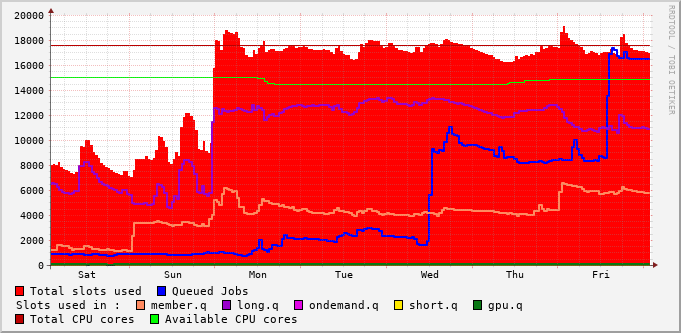 RRDTOOL / TOBI OETIKER
20000
18000
16000
14000
12000
10000
8000
6000
4000
2000
0
Sat Sun Mon Tue Wed Thu Fri
Total slots used Queued Jobs
Slots used in : member.q long.q ondemand.q short.q gpu.q
Total CPU cores Available CPU cores